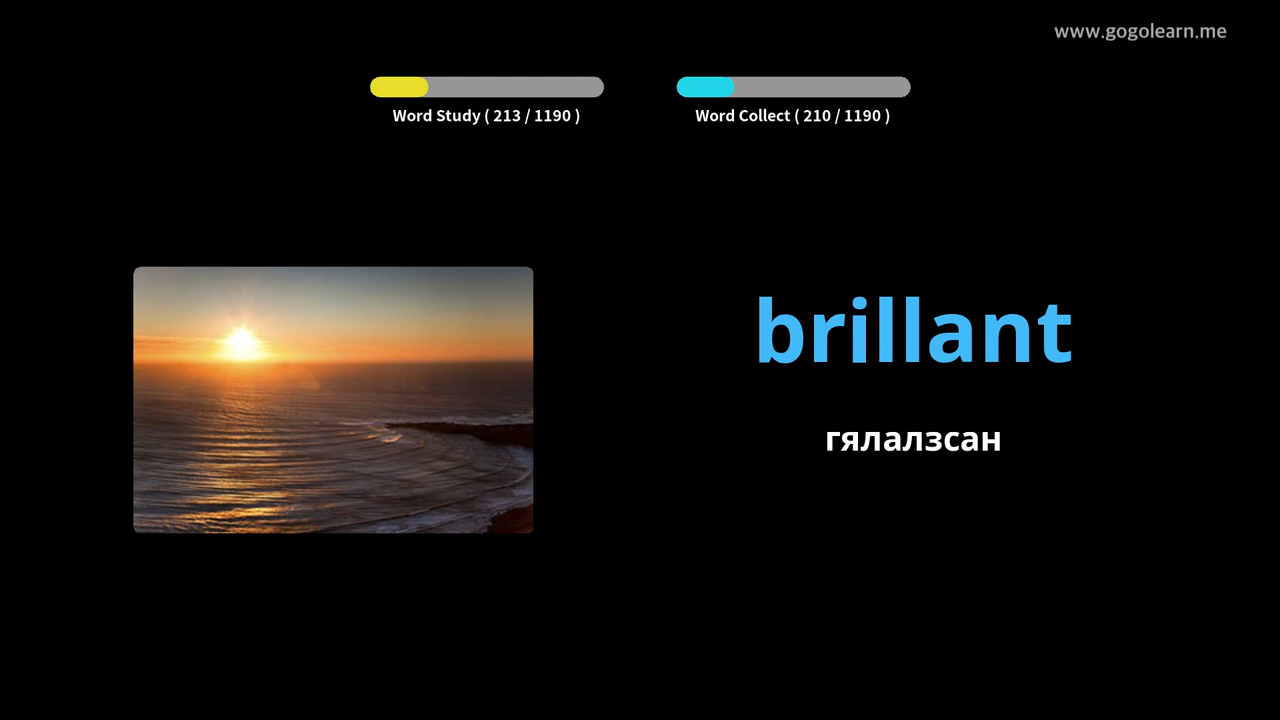 www.gogolearn.me
Word Study ( 213 / 1190 )
Word Collect ( 210 / 1190 )
brillant
гялалзсан